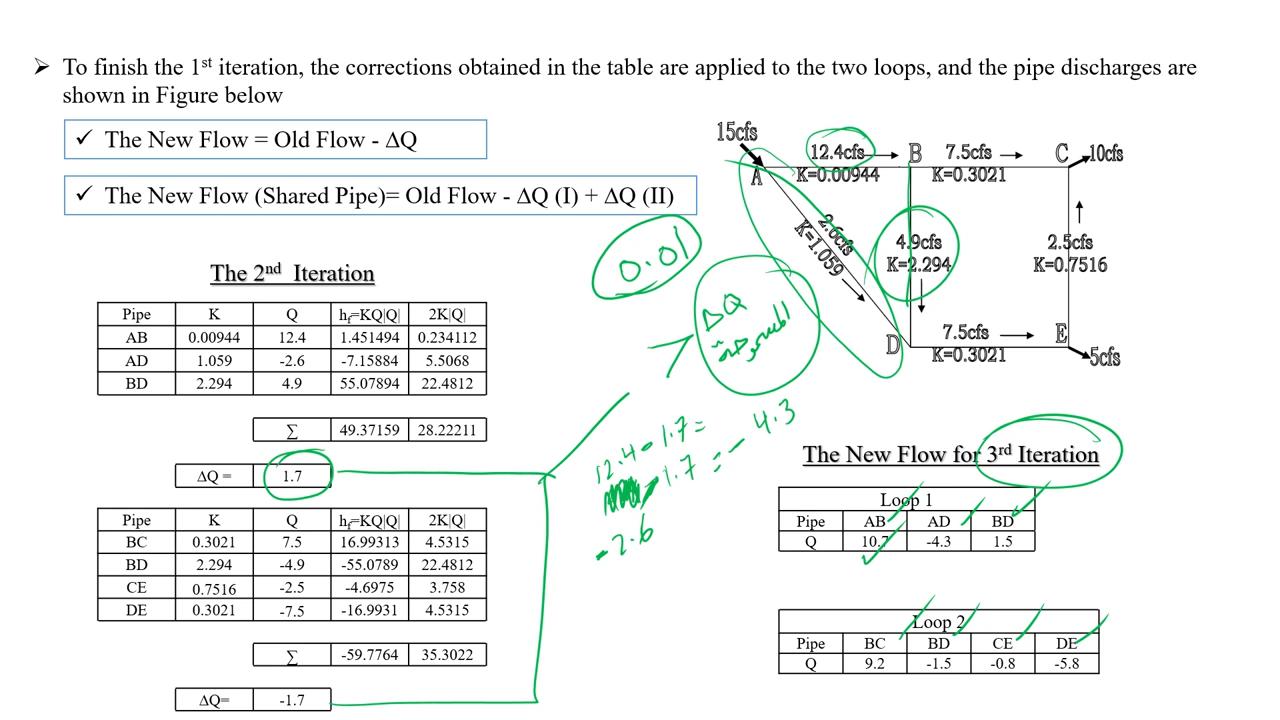 ➢ To finish the 1st iteration, the corrections obtained in the table are applied to the two loops, and the pipe discharges are
shown in Figure below
✓ The New Flow = Old Flow - ΔQ
✓ The New Flow (Shared Pipe)= Old Flow - ΔQ (I) + ΔQ (II)
15cfs
12.4cfs B 7.5cfs C 10cfs
A K=0.00944 K=0.3021
2.6cfs
K=1.059
4.9cfs
K=2.294
2.5cfs
K=0.7516
7.5cfs E
D K=0.3021 5cfs
0.01
ΔQ
The 2nd Iteration
Pipe K Q hf=KQ|Q| 2K|Q|
AB 0.00944 12.4 1.451494 0.234112
AD 1.059 -2.6 -7.15884 5.5068
BD 2.294 4.9 55.07894 22.4812
Σ 49.37159 28.22211
ΔQ = 1.7
Pipe K Q hf=KQ|Q| 2K|Q|
BC 0.3021 7.5 16.99313 4.5315
BD 2.294 -4.9 -55.0789 22.4812
CE 0.7516 -2.5 -4.6975 3.758
DE 0.3021 -7.5 -16.9931 4.5315
Σ -59.7764 35.3022
ΔQ= -1.7
12.4 - 1.7 =
- 1.7 = - 4.3
-2.6
The New Flow for 3rd Iteration
Loop 1
Pipe AB AD BD
Q 10.7 -4.3 1.5
Loop 2
Pipe BC BD CE DE
Q 9.2 -1.5 -0.8 -5.8